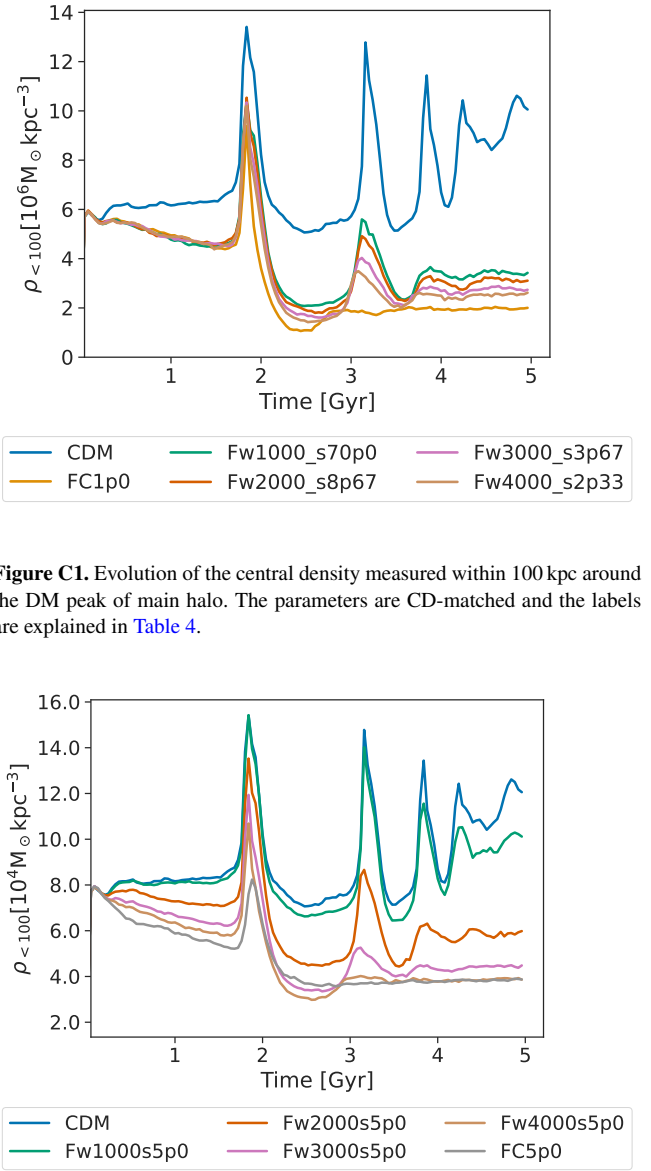 14
12
10
8
6
4
2
0
ρ<100[10⁶M⊙kpc⁻³]
1 2 3 4 5
Time [Gyr]
CDM Fw1000_s70p0 Fw3000_s3p67
FC1p0 Fw2000_s8p67 Fw4000_s2p33
Figure C1. Evolution of the central density measured within 100 kpc around
the DM peak of main halo. The parameters are CD-matched and the labels
are explained in Table 4.
16.0
14.0
12.0
10.0
8.0
6.0
4.0
2.0
ρ<100[10⁴M⊙kpc⁻³]
1 2 3 4 5
Time [Gyr]
CDM Fw2000s5p0 Fw4000s5p0
Fw1000s5p0 Fw3000s5p0 FC5p0